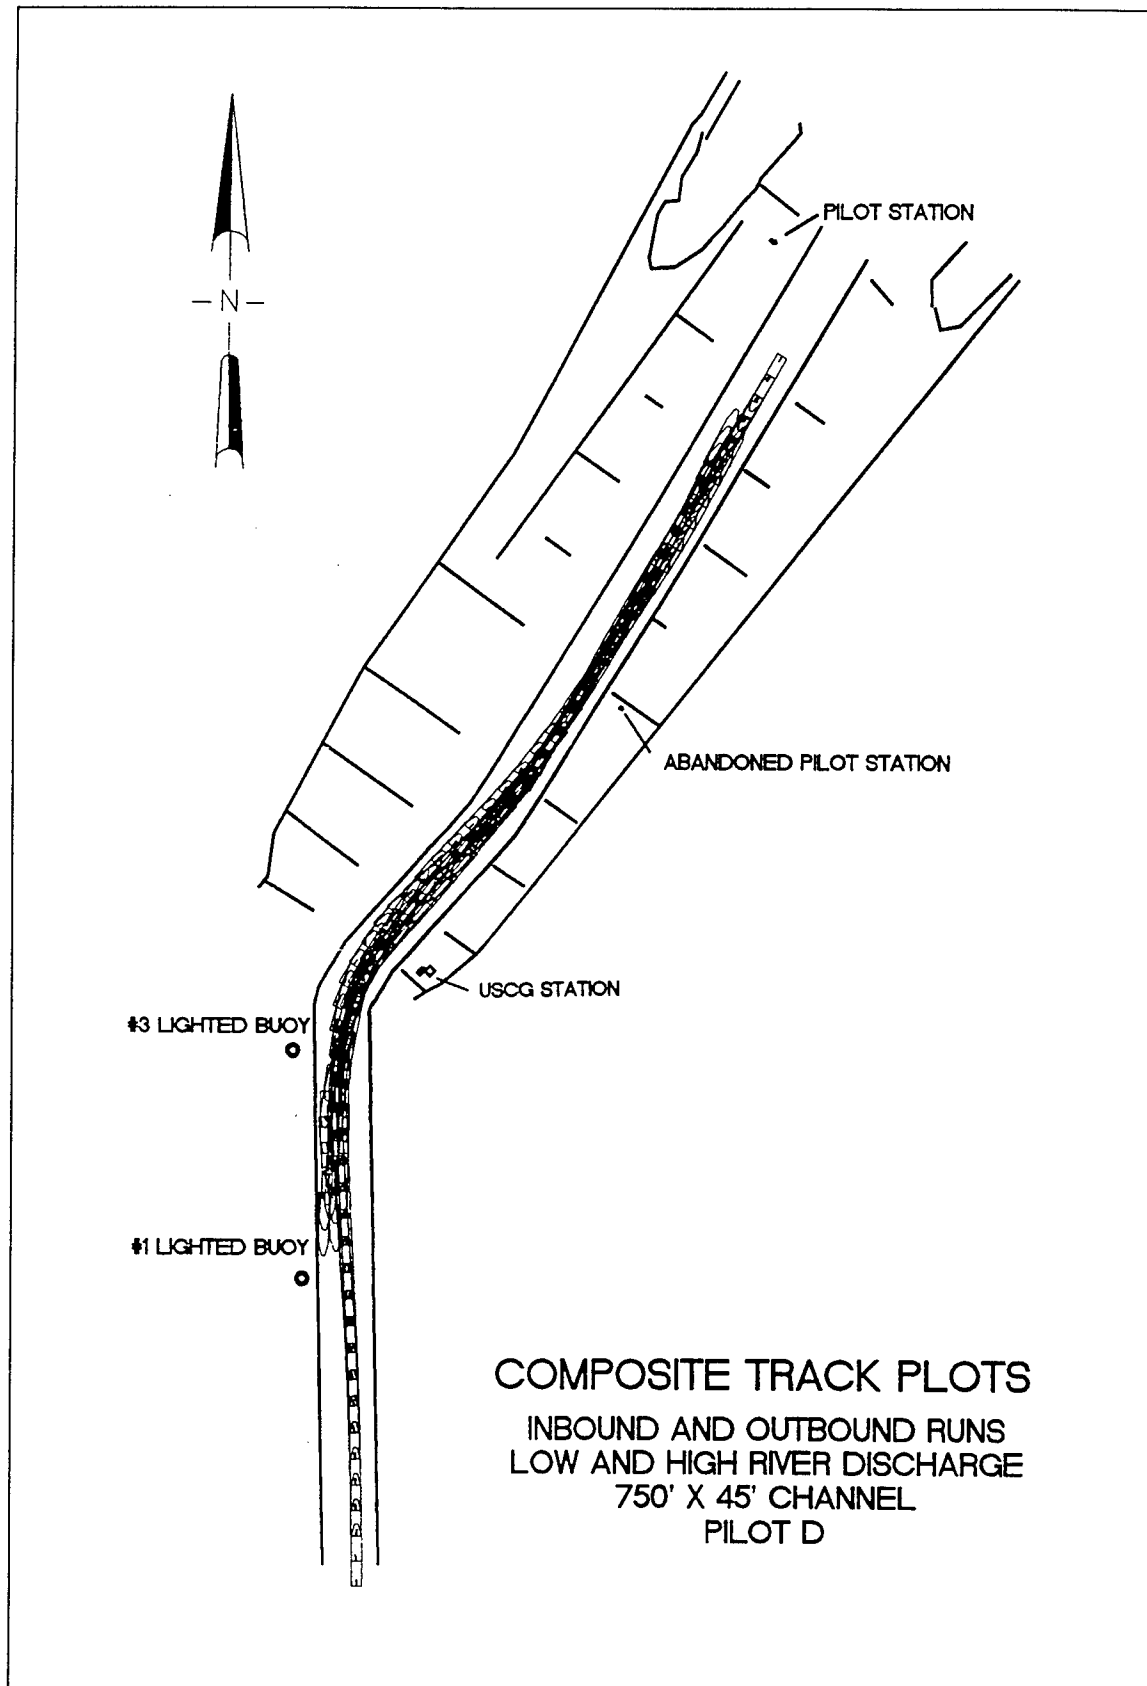 - N -
PILOT STATION
ABANDONED PILOT STATION
USCG STATION
#3 LIGHTED BUOY
#1 LIGHTED BUOY
COMPOSITE TRACK PLOTS
INBOUND AND OUTBOUND RUNS
LOW AND HIGH RIVER DISCHARGE
750' X 45' CHANNEL
PILOT D